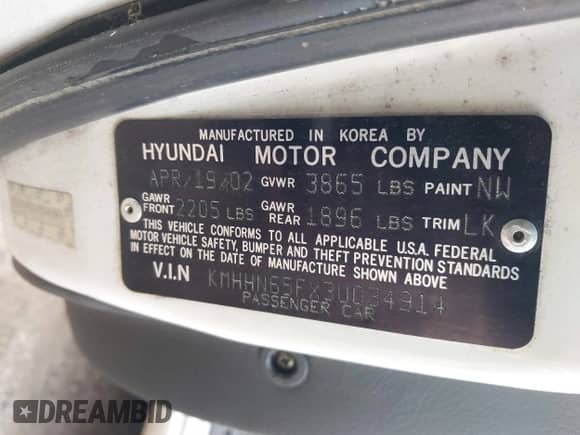 MANUFACTURED IN KOREA BY
HYUNDAI MOTOR COMPANY
APR/19/02 GVWR 3865 LBS PAINT NW
GAWR FRONT 2205 LBS GAWR REAR 1896 LBS TRIM LK
THIS VEHICLE CONFORMS TO ALL APPLICABLE U.S.A. FEDERAL
MOTOR VEHICLE SAFETY, BUMPER AND THEFT PREVENTION STANDARDS
IN EFFECT ON THE DATE OF MANUFACTURE SHOWN ABOVE
V.I.N KMHHN65FX3U034914
PASSENGER CAR
DREAMBID